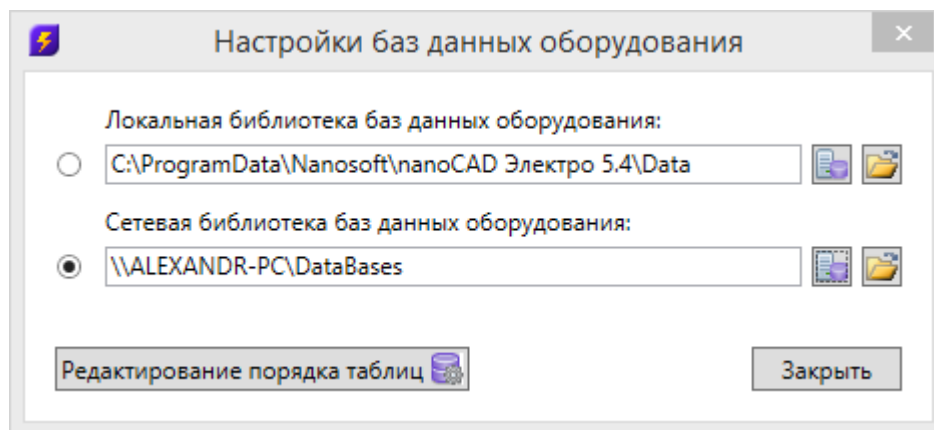 Настройки баз данных оборудования
Локальная библиотека баз данных оборудования:
C:\ProgramData\Nanosoft\nanoCAD Электро 5.4\Data
Сетевая библиотека баз данных оборудования:
\\ALEXANDR-PC\DataBases
Редактирование порядка таблиц
Закрыть